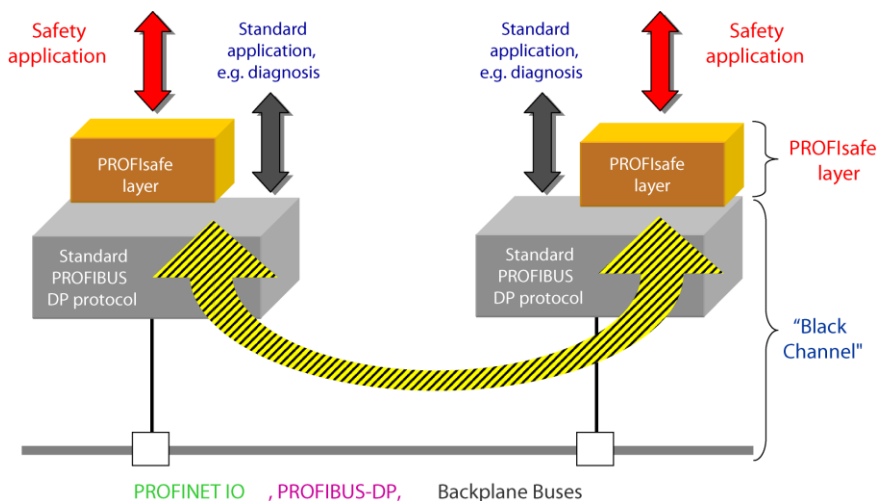 Safety
application
Standard
application,
e.g. diagnosis
Standard
application,
e.g. diagnosis
Safety
application
PROFIsafe
layer
PROFIsafe
layer
PROFIsafe
layer
Standard
PROFIBUS
DP protocol
Standard
PROFIBUS
DP protocol
“Black
Channel"
PROFINET IO , PROFIBUS-DP, Backplane Buses